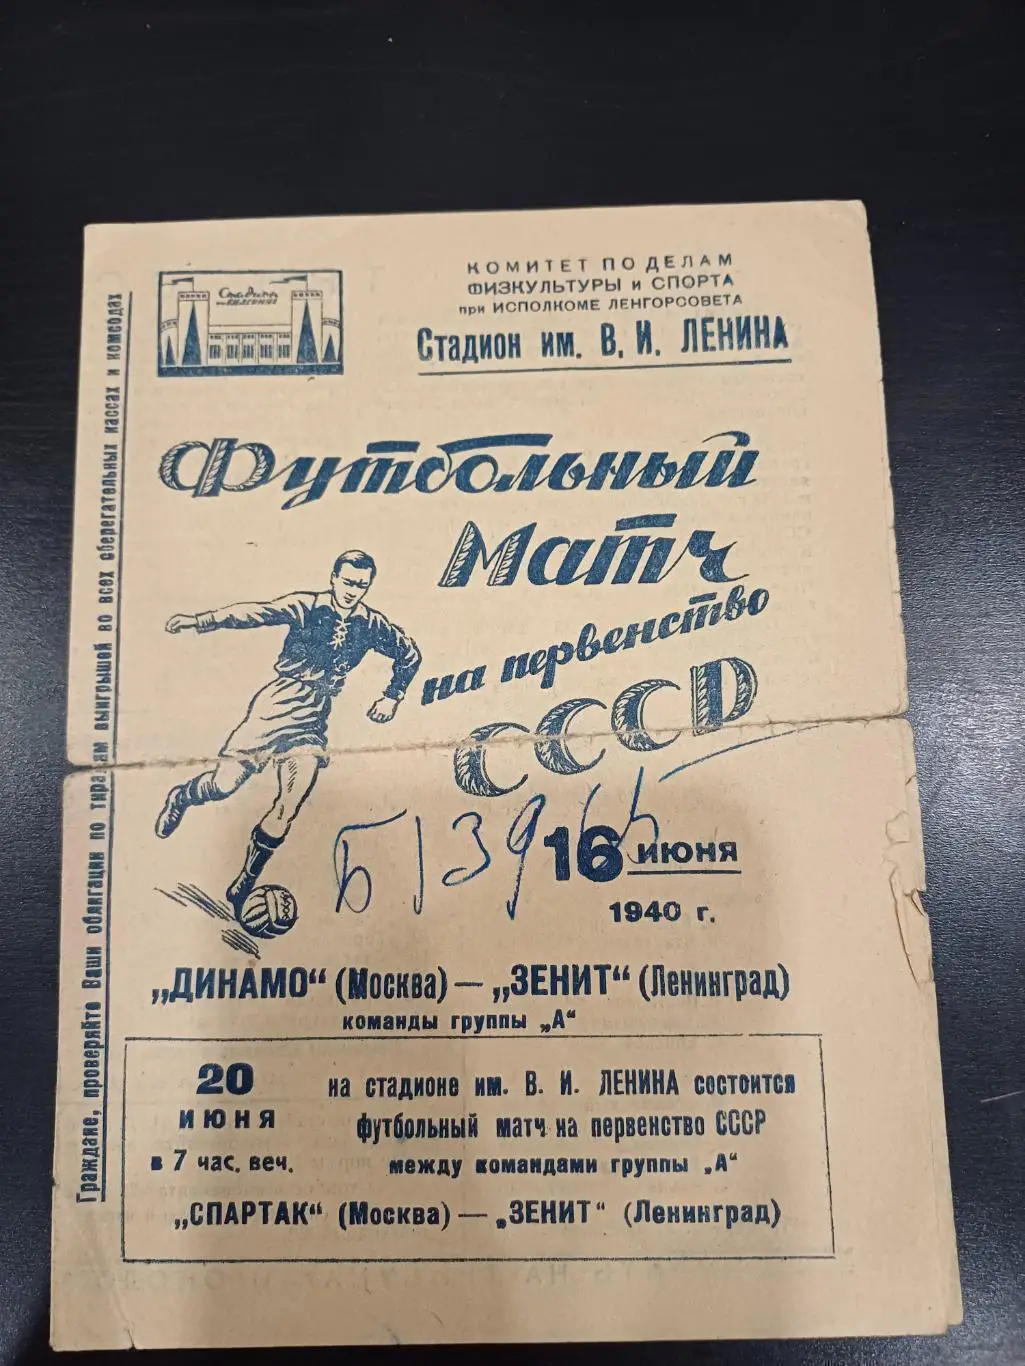 Стадион
КОМИТЕТ ПО ДЕЛАМ
ФИЗКУЛЬТУРЫ и СПОРТА
при ИСПОЛКОМЕ ЛЕНГОРСОВЕТА
Стадион им. В. И. ЛЕНИНА
Футбольный
Матч
на первенство
СССР
16 июня
1940 г.
„ДИНАМО“ (Москва) — „ЗЕНИТ“ (Ленинград)
команды группы „А“
20
июня
в 7 час. веч.
на стадионе им. В. И. ЛЕНИНА состоится
футбольный матч на первенство СССР
между командами группы „А“
„СПАРТАК“ (Москва) — „ЗЕНИТ“ (Ленинград)
Граждане, проверяйте Ваши облигации по тиражам выигрышей во всех сберегательных кассах и комсодах